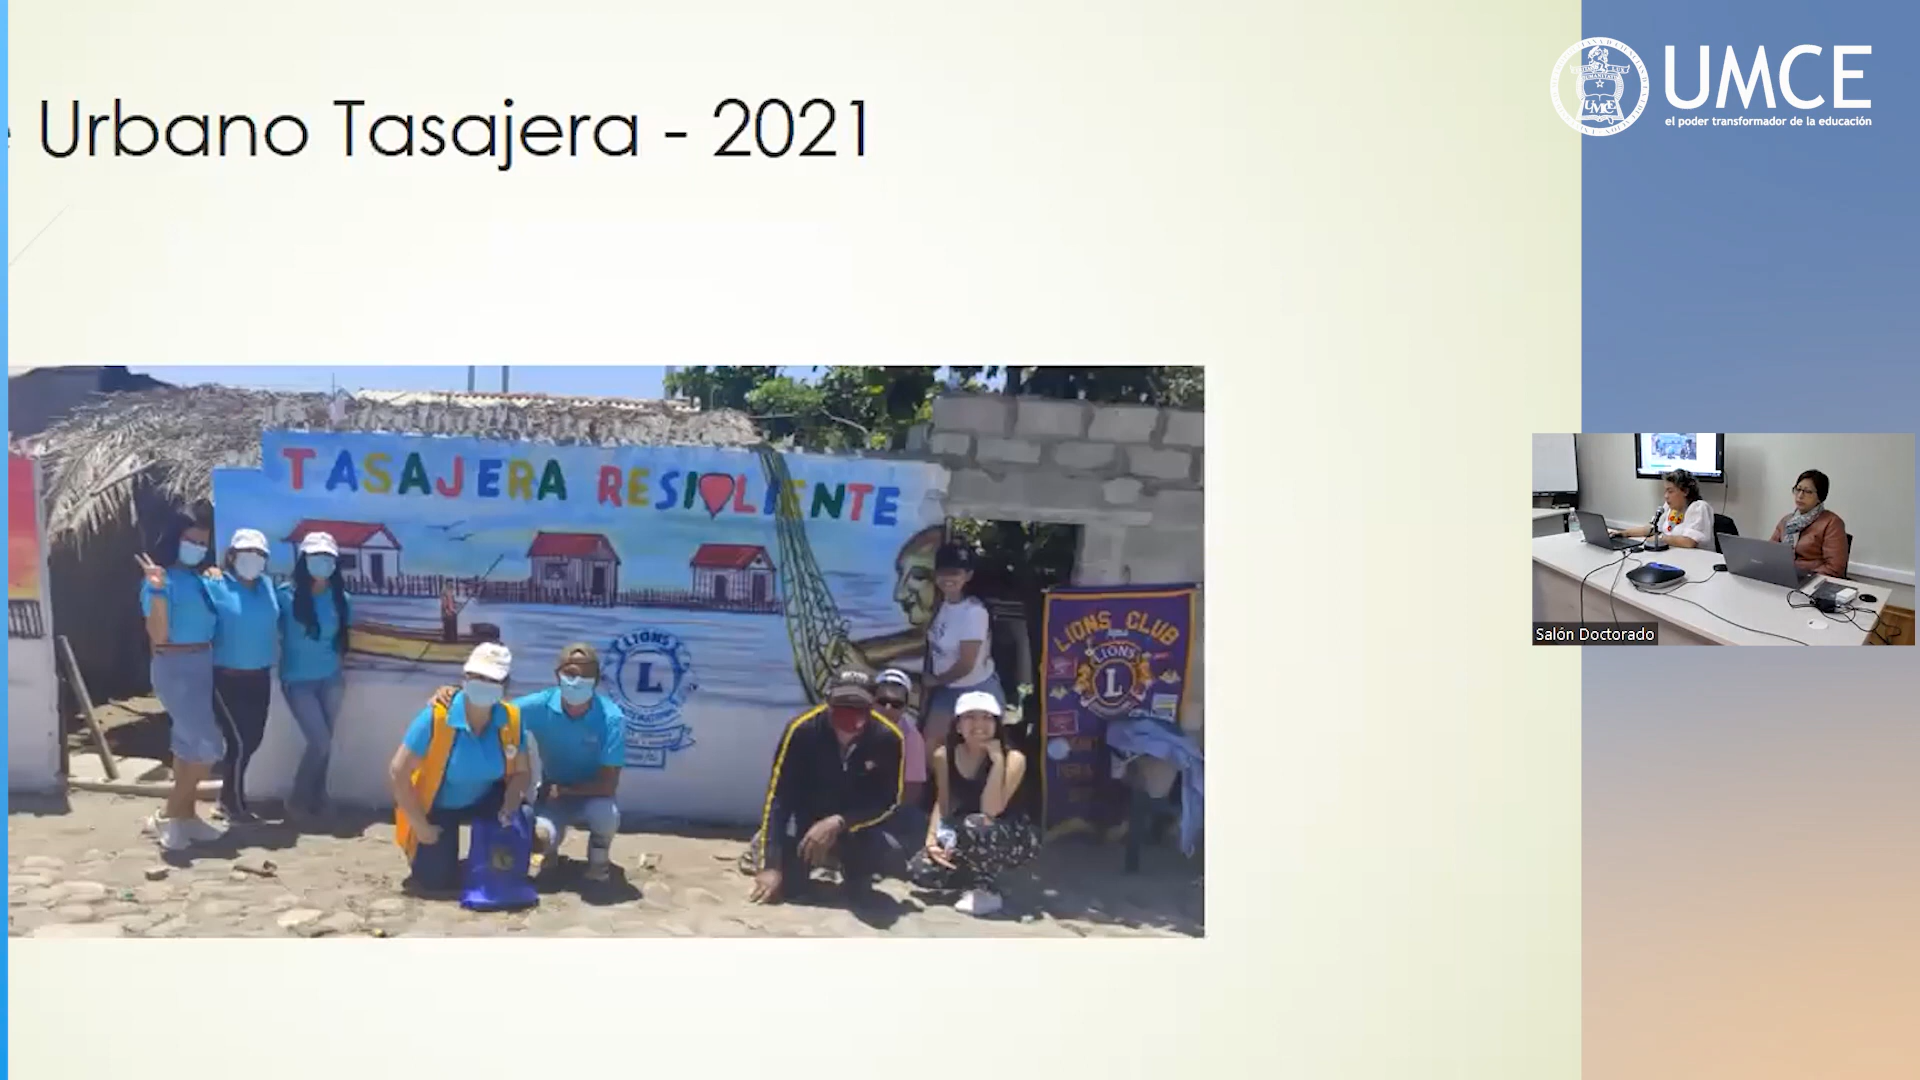 Urbano Tasajera - 2021
UMCE
el poder transformador de la educación
TASAJERA RESILIENTE
LIONS
L
LIONS CLUB
LIONS
L
Salón Doctorado